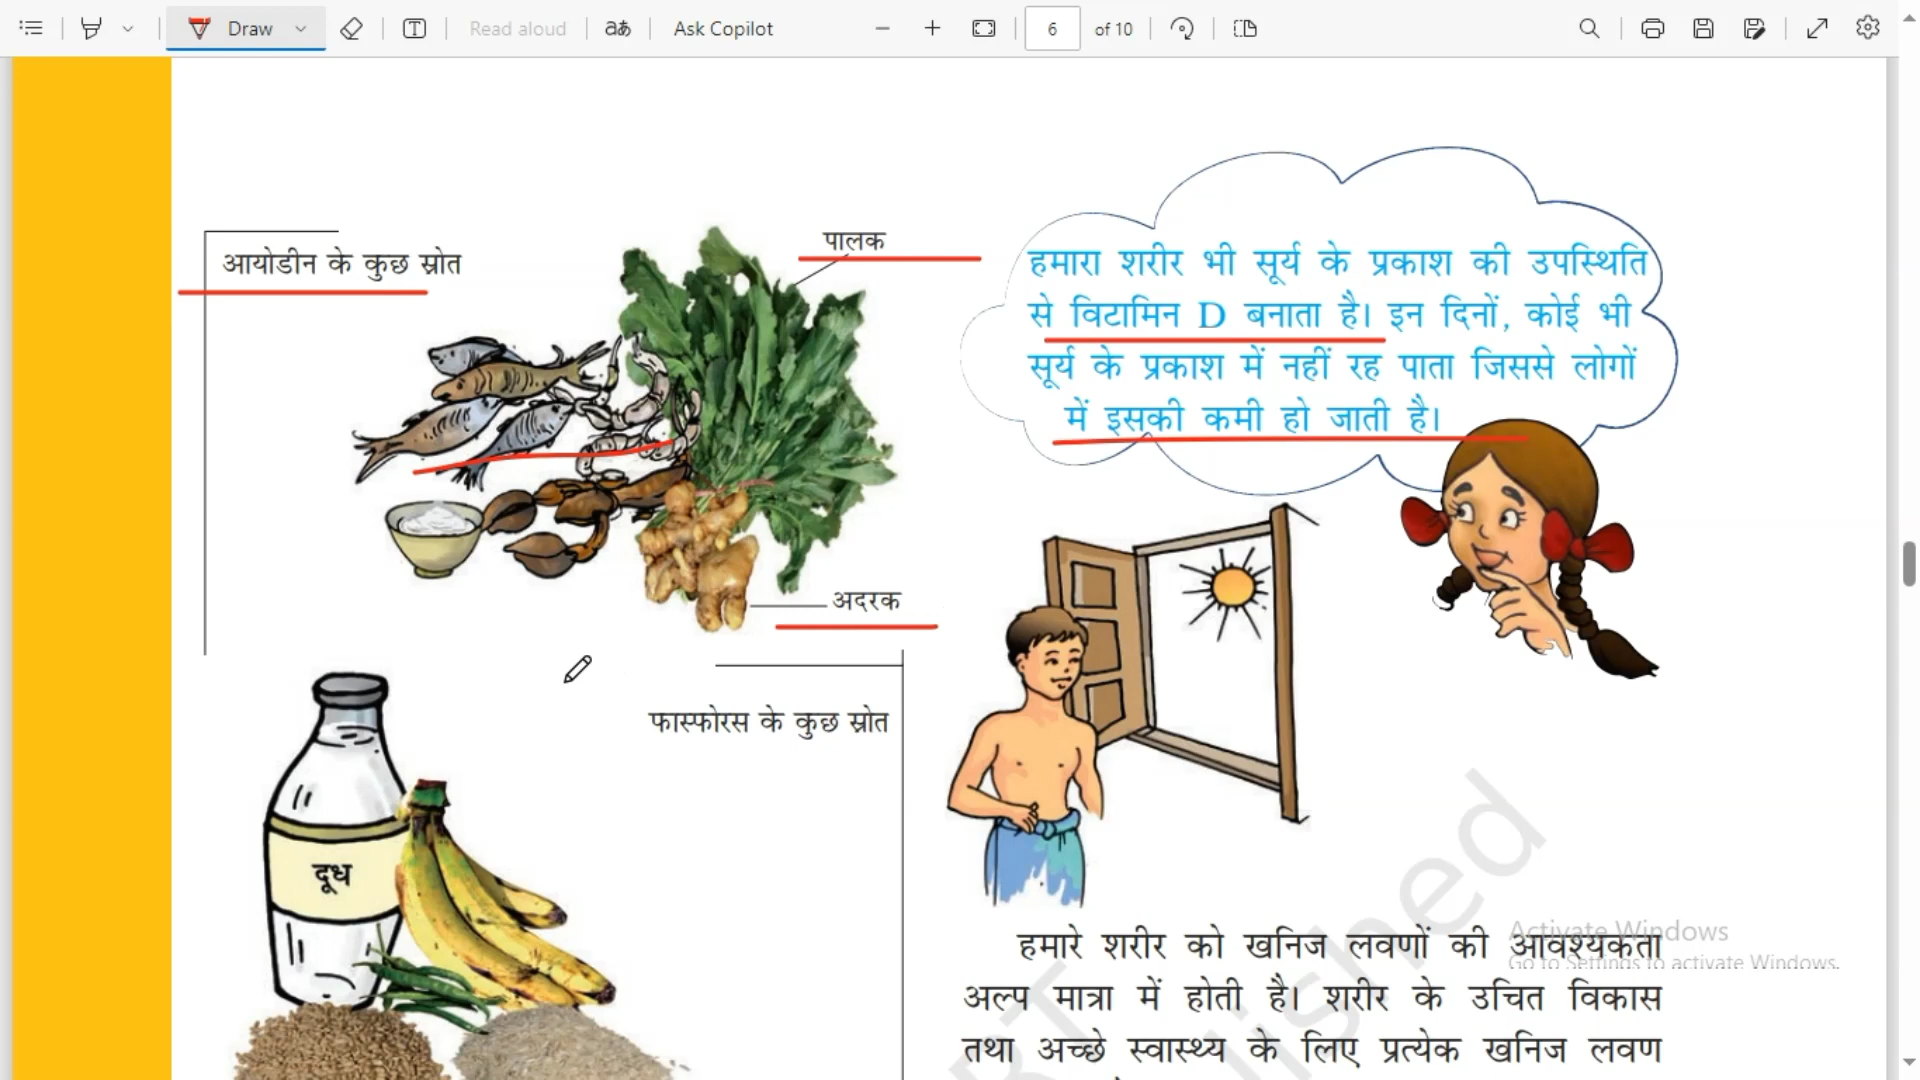 Draw
Read aloud
aあ
Ask Copilot
6
of 10
आयोडीन के कुछ स्रोत
पालक
अदरक
हमारा शरीर भी सूर्य के प्रकाश की उपस्थिति
से विटामिन D बनाता है। इन दिनों, कोई भी
सूर्य के प्रकाश में नहीं रह पाता जिससे लोगों
में इसकी कमी हो जाती है।
फास्फोरस के कुछ स्रोत
दूध
हमारे शरीर को खनिज लवणों की आवश्यकता
अल्प मात्रा में होती है। शरीर के उचित विकास
तथा अच्छे स्वास्थ्य के लिए प्रत्येक खनिज लवण
Activate Windows
Go to Settings to activate Windows.